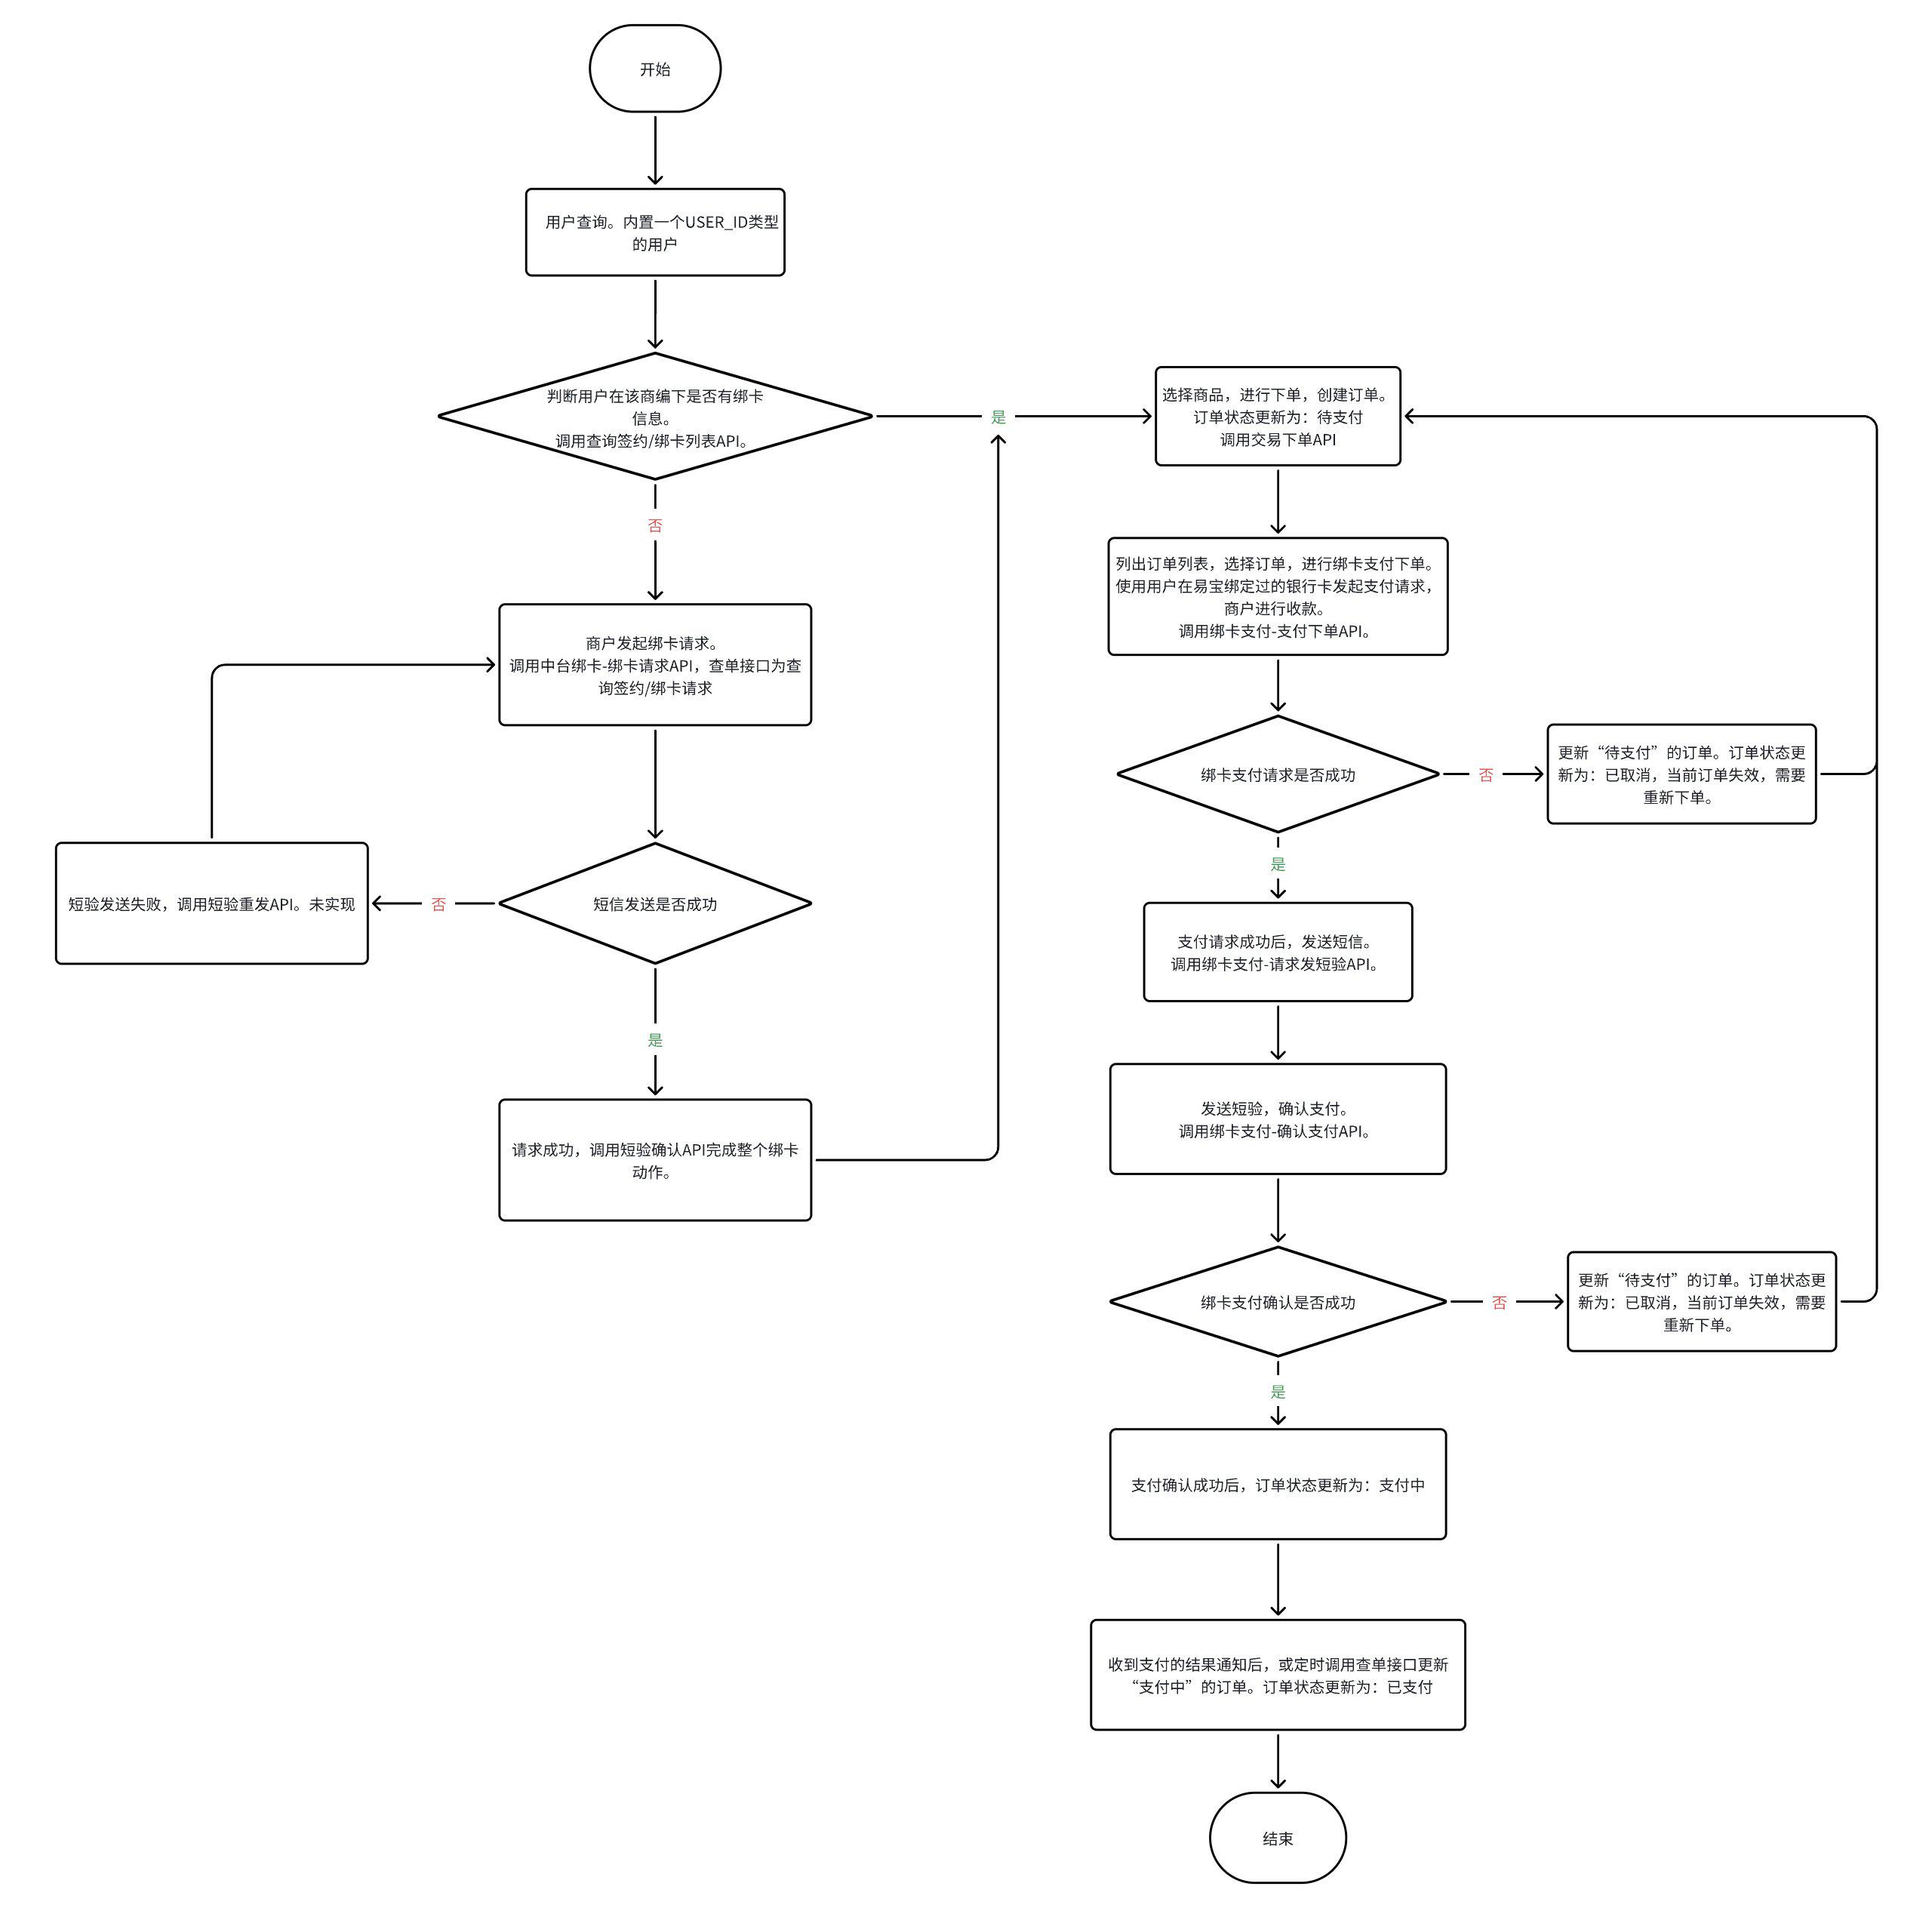 开始
用户查询。内置一个USER_ID类型
的用户
判断用户在该商编下是否有绑卡
信息。
调用查询签约/绑卡列表API。
是
否
商户发起绑卡请求。
调用中台绑卡-绑卡请求API，查单接口为查
询签约/绑卡请求
短信发送是否成功
否
短验发送失败，调用短验重发API。未实现
是
请求成功，调用短验确认API完成整个绑卡
动作。
选择商品，进行下单，创建订单。
订单状态更新为：待支付
调用交易下单API
列出订单列表，选择订单，进行绑卡支付下单。
使用用户在易宝绑定过的银行卡发起支付请求，
商户进行收款。
调用绑卡支付-支付下单API。
绑卡支付请求是否成功
否
更新“待支付”的订单。订单状态更
新为：已取消，当前订单失效，需要
重新下单。
是
支付请求成功后，发送短信。
调用绑卡支付-请求发短验API。
发送短验，确认支付。
调用绑卡支付-确认支付API。
绑卡支付确认是否成功
否
更新“待支付”的订单。订单状态更
新为：已取消，当前订单失效，需要
重新下单。
是
支付确认成功后，订单状态更新为：支付中
收到支付的结果通知后，或定时调用查单接口更新
“支付中”的订单。订单状态更新为：已支付
结束